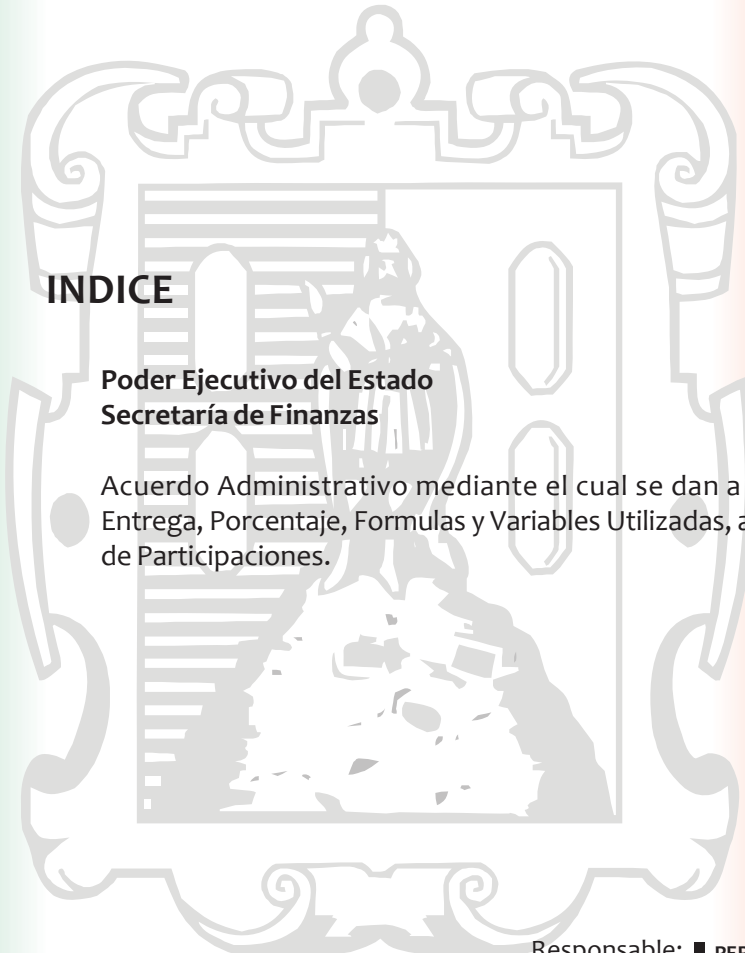 INDICE
Poder Ejecutivo del Estado
Secretaría de Finanzas
Acuerdo Administrativo mediante el cual se dan a
Entrega, Porcentaje, Formulas y Variables Utilizadas,
de Participaciones.
Responsable: